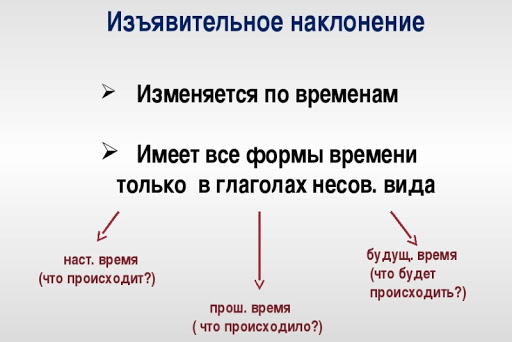 Изъявительное наклонение
➢ Изменяется по временам
➢ Имеет все формы времени
только в глаголах несов. вида
наст. время
(что происходит?)
прош. время
( что происходило?)
будущ. время
(что будет
происходить?)